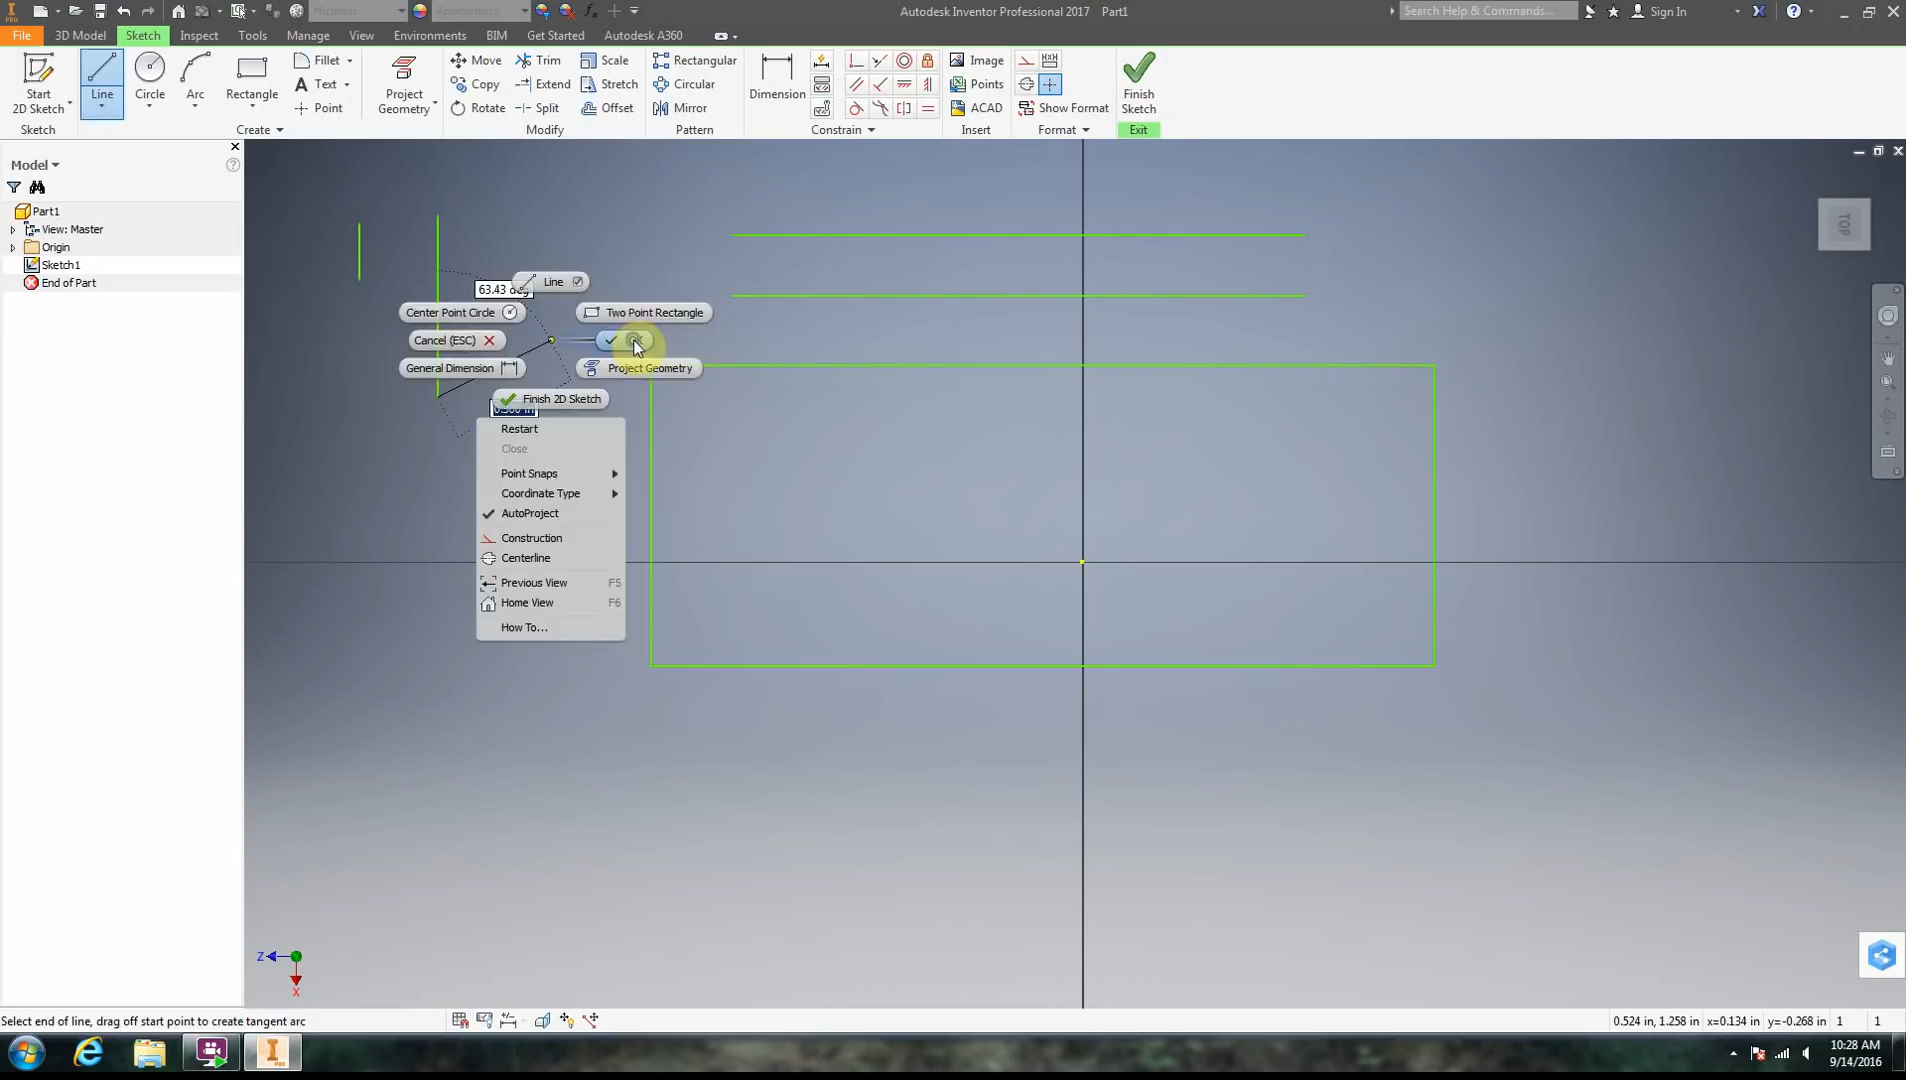 Autodesk Inventor Professional 2017 Part1
Search Help & Commands...
Sign In
File 3D Model Sketch Inspect Tools Manage View Environments BIM Get Started Autodesk A360
Start
2D Sketch
Line
Circle
Arc
Rectangle
Fillet
Text
Point
Project
Geometry
Move
Copy
Rotate
Trim
Extend
Split
Scale
Stretch
Offset
Rectangular
Circular
Mirror
Dimension
Image
Points
ACAD
Show Format
Finish
Sketch
Sketch
Create
Modify
Pattern
Constrain
Insert
Format
Exit
Model
Part1
View: Master
Origin
Sketch1
End of Part
TOP
Line
63.43
Center Point Circle
Two Point Rectangle
Cancel (ESC)
General Dimension
Project Geometry
Finish 2D Sketch
Restart
Close
Point Snaps
Coordinate Type
AutoProject
Construction
Centerline
Previous View F5
Home View F6
How To...
Z
X
Select end of line, drag off start point to create tangent arc
0.524 in, 1.258 in x=0.134 in y=-0.268 in 1 1
10:28 AM
9/14/2016